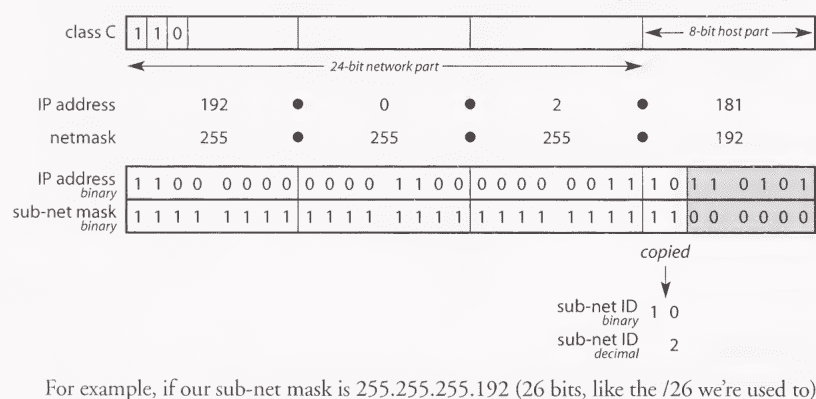 class C 1 1 0 8-bit host part
24-bit network part
IP address 192 • 0 • 2 • 181
netmask 255 • 255 • 255 • 192
IP address 1 1 0 0 0 0 0 0 0 0 0 0 1 1 0 0 0 0 0 0 0 0 1 1 1 0 1 1 0 1 0 1
binary
sub-net mask 1 1 1 1 1 1 1 1 1 1 1 1 1 1 1 1 1 1 1 1 1 1 1 1 1 1 0 0 0 0 0 0
binary
copied
sub-net ID 1 0
binary
sub-net ID 2
decimal
For example, if our sub-net mask is 255.255.255.192 (26 bits, like the /26 we're used to)